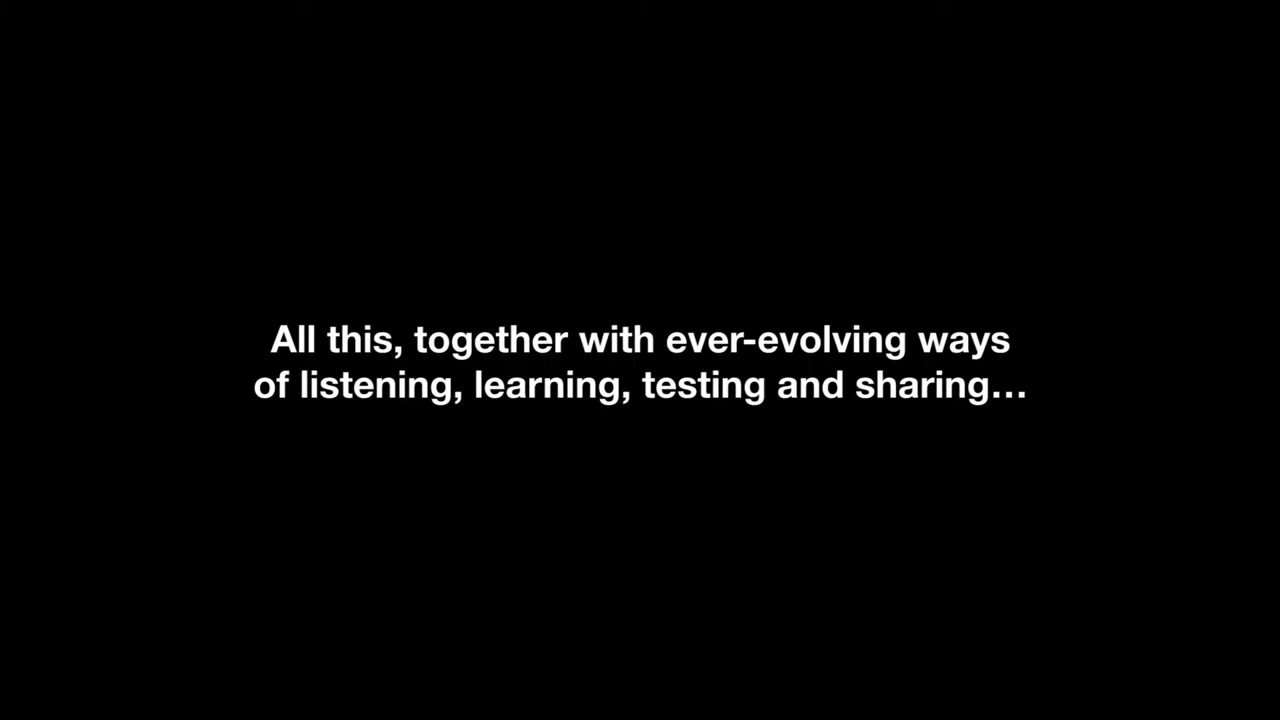 All this, together with ever-evolving ways
of listening, learning, testing and sharing…